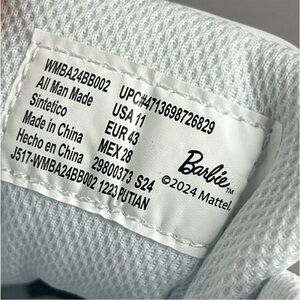 WMBA24BB002 UPC#4713698726829
All Man Made USA 11
Sintetico EUR 43
Made in China MEX 28
Hecho en China 29800373 S24
J517-WMBA24BB002 1223 PUTIAN
Barbie™
©2024 Mattel.